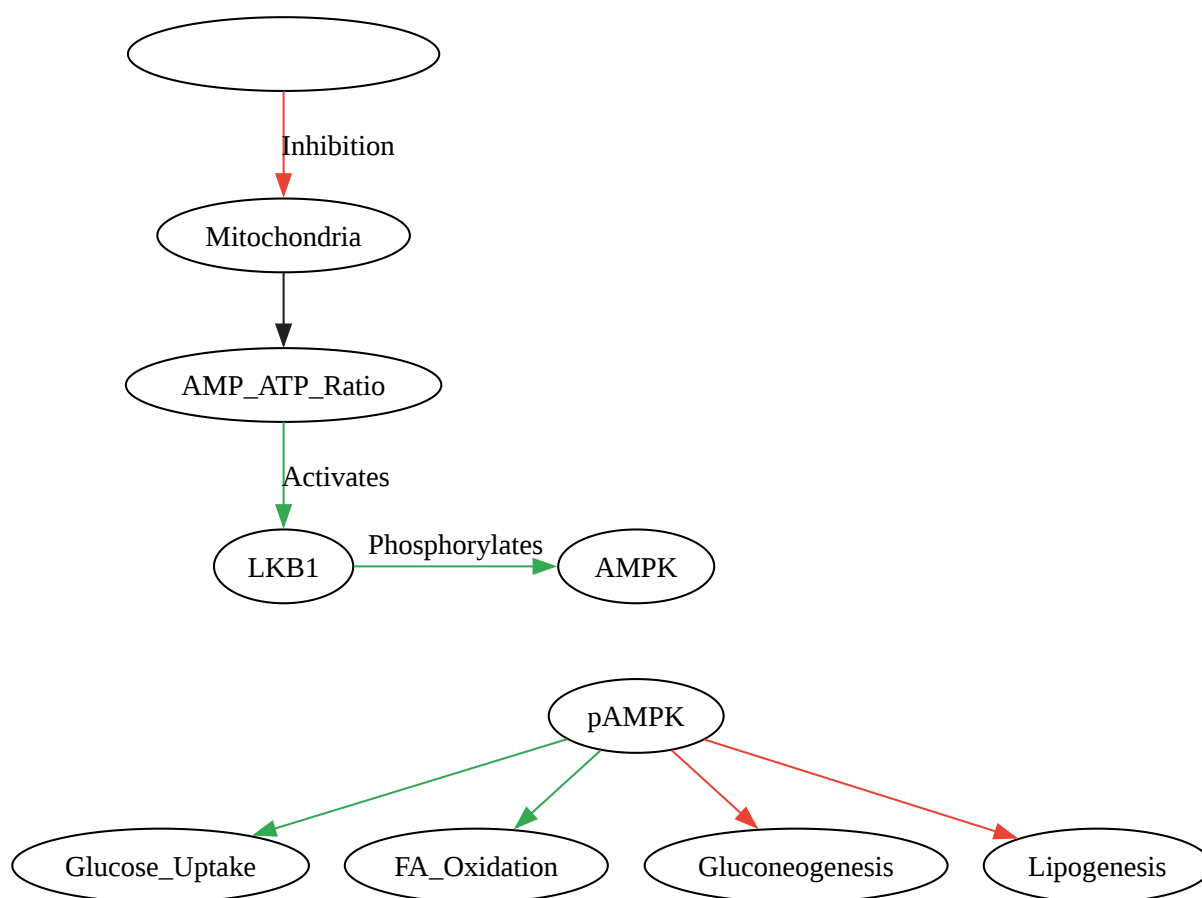 Inhibition
Mitochondria
AMP_ATP_Ratio
Activates
Phosphorylates
LKB1
AMPK
pAMPK
Glucose_Uptake
FA_Oxidation
Gluconeogenesis
Lipogenesis